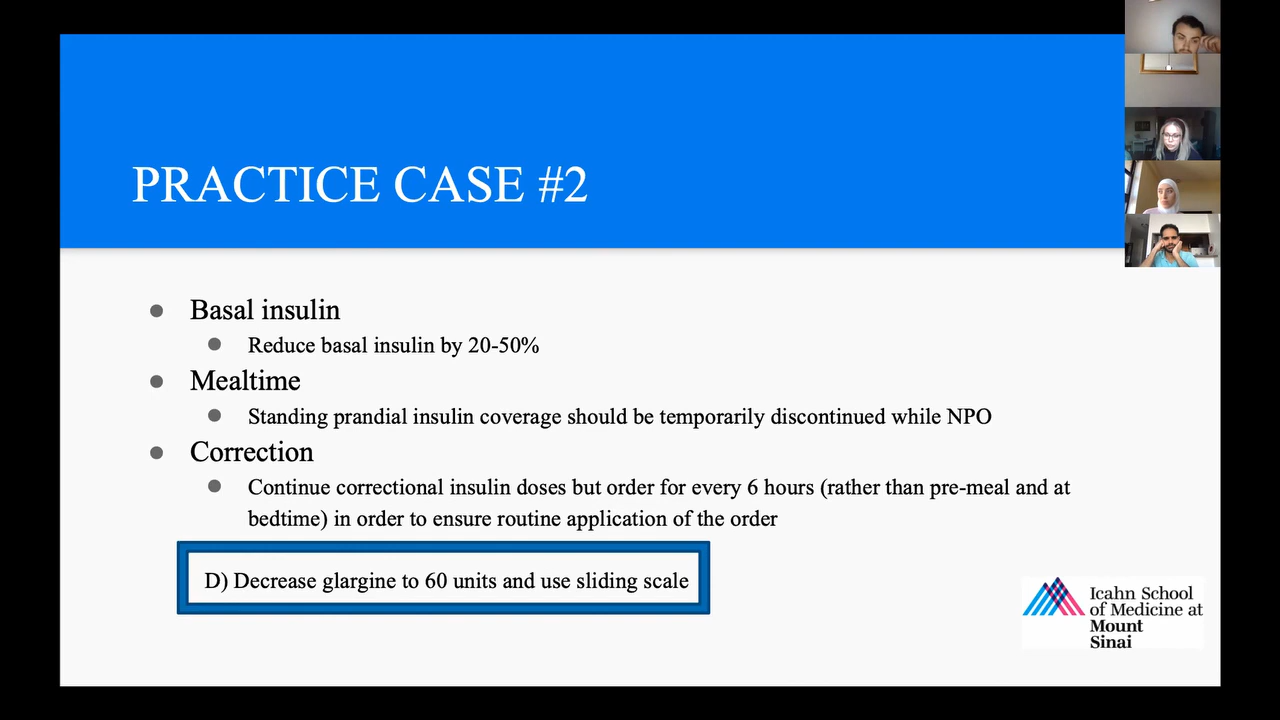 PRACTICE CASE #2
Basal insulin
Reduce basal insulin by 20-50%
Mealtime
Standing prandial insulin coverage should be temporarily discontinued while NPO
Correction
Continue correctional insulin doses but order for every 6 hours (rather than pre-meal and at
bedtime) in order to ensure routine application of the order
D) Decrease glargine to 60 units and use sliding scale
Icahn School
of Medicine at
Mount
Sinai